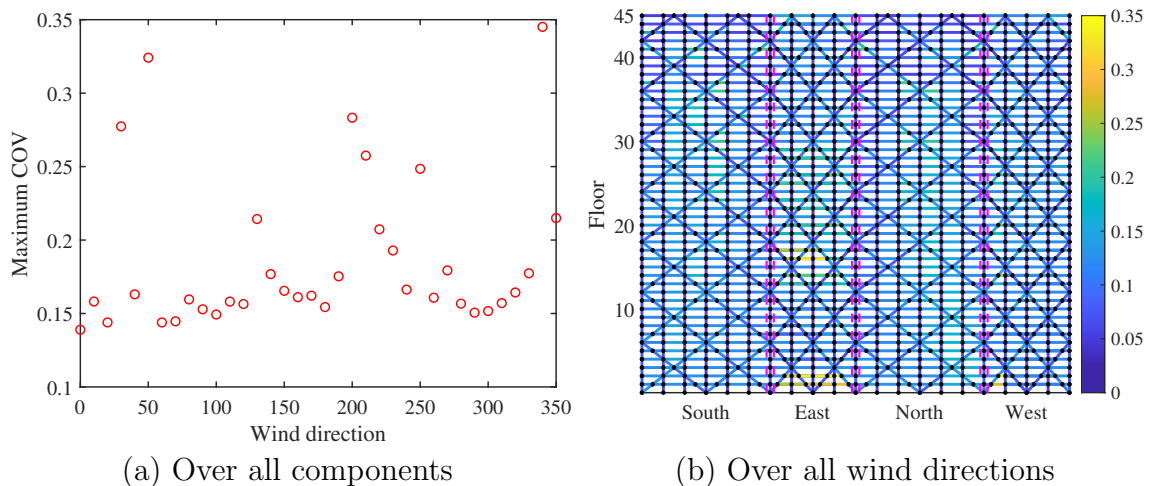 0.35
0.3
0.25
0.2
0.15
0.1
Maximum COV
0 50 100 150 200 250 300 350
Wind direction
(a) Over all components
45
40
30
20
10
Floor
South East North West
0.35
0.3
0.25
0.2
0.15
0.1
0.05
0
(b) Over all wind directions